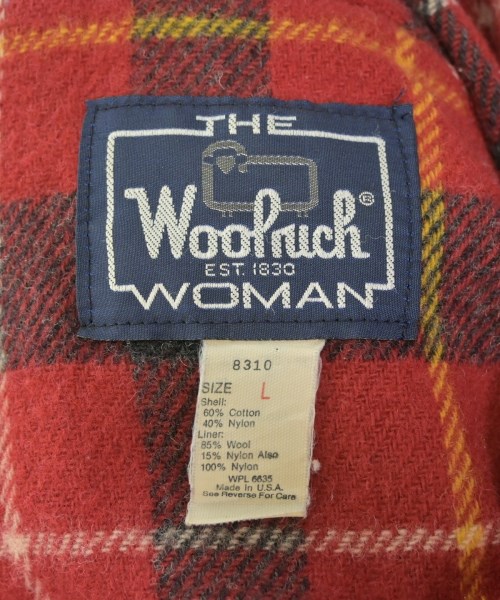 THE
Woolrich®
EST. 1830
WOMAN
8310
SIZE L
Shell:
60% Cotton
40% Nylon
Liner:
85% Wool
15% Nylon Also
100% Nylon
WPL 6635
Made in U.S.A.
See Reverse For Care